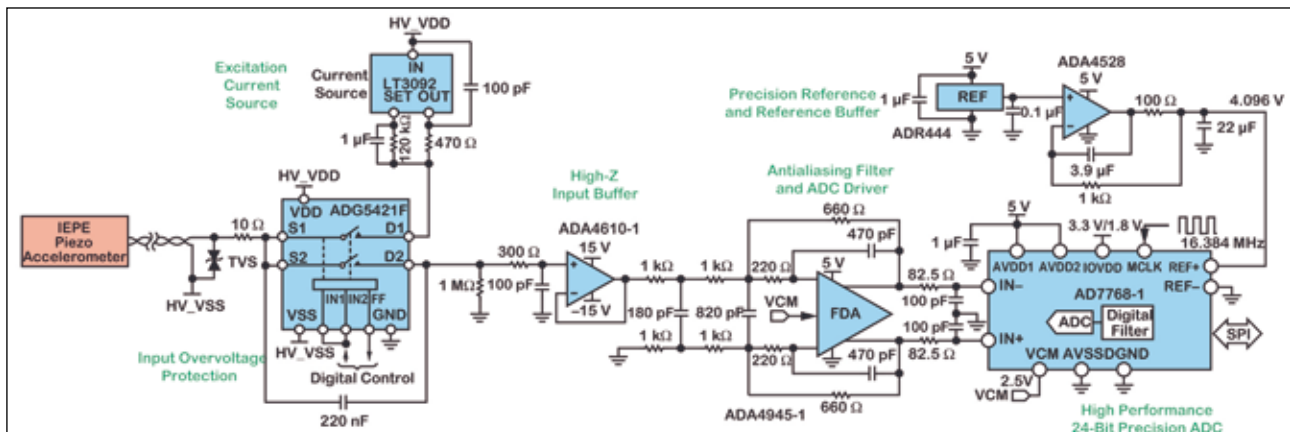 HV_VDD
Excitation
Current
Source
Current
Source
IN
LT3092
SET OUT
100 pF
1 µF
120 kΩ
470 Ω
HV_VDD
VDD
ADG5421F
IEPE
Piezo
Accelerometer
10 Ω
TVS
HV_VSS
S1
D1
S2
D2
IN1 IN2 FF
VSS
GND
HV_VSS
Input Overvoltage
Protection
Digital Control
220 nF
High-Z
Input Buffer
ADA4610-1
300 Ω
1 MΩ
100 pF
15 V
-15 V
1 kΩ
1 kΩ
180 pF
820 pF
1 kΩ
1 kΩ
Antialiasing Filter
and ADC Driver
660 Ω
470 pF
220 Ω
5 V
VCM
FDA
82.5 Ω
100 pF
100 pF
82.5 Ω
220 Ω
470 pF
660 Ω
ADA4945-1
Precision Reference
and Reference Buffer
5 V
1 µF
REF
ADR444
0.1 µF
ADA4528
5 V
100 Ω
4.096 V
22 µF
3.9 µF
1 kΩ
5 V
1 µF
3.3 V/1.8 V
16.384 MHz
AVDD1
AVDD2
IOVDD
MCLK
REF+
REF−
IN−
AD7768-1
ADC
Digital
Filter
IN+
SPI
VCM
AVSS
DGND
2.5V
VCM
High Performance
24-Bit Precision ADC